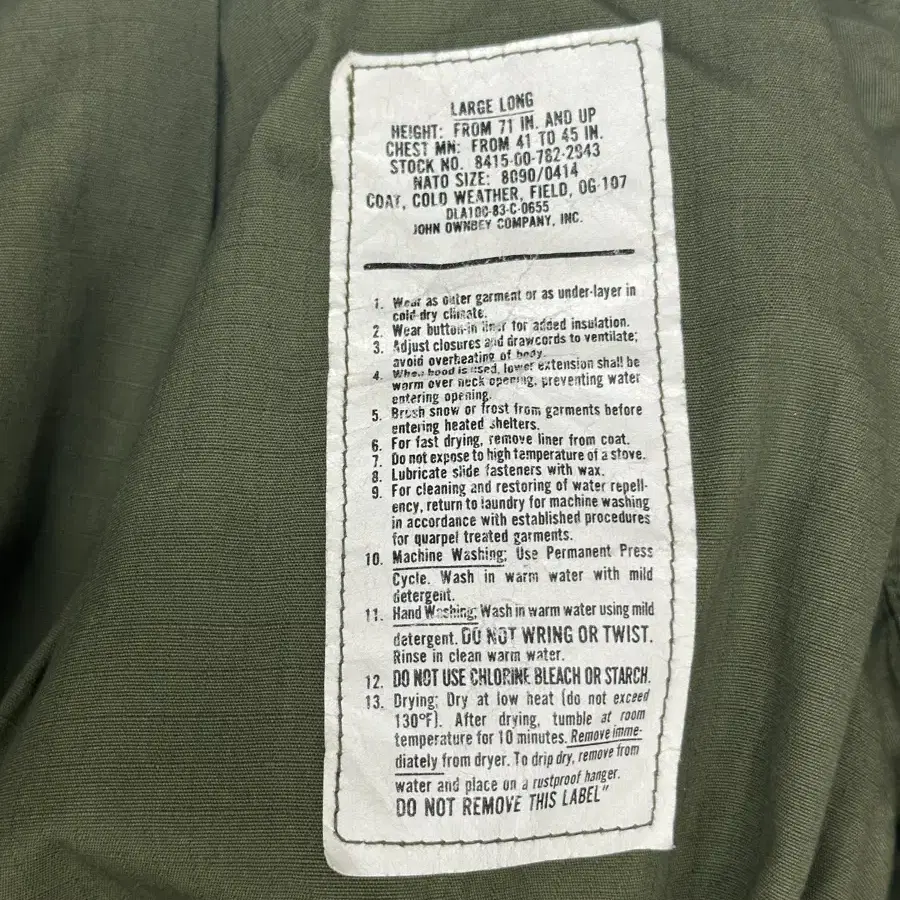 LARGE LONG
HEIGHT: FROM 71 IN. AND UP
CHEST MN: FROM 41 TO 45 IN.
STOCK NO. 8415-00-782-2943
NATO SIZE: 8090/0414
COAT, COLD WEATHER, FIELD, OG-107
DLA100-83-C-0655
JOHN OWNBEY COMPANY, INC.
1. Wear as outer garment or as under-layer in
cold-dry climate.
2. Wear button-in liner for added insulation.
3. Adjust closures and drawcords to ventilate;
avoid overheating of body.
4. When hood is used, lower extension shall be
warm over neck opening, preventing water
entering opening.
5. Brush snow or frost from garments before
entering heated shelters.
6. For fast drying, remove liner from coat.
7. Do not expose to high temperature of a stove.
8. Lubricate slide fasteners with wax.
9. For cleaning and restoring of water repell-
ency, return to laundry for machine washing
in accordance with established procedures
for quarpel treated garments.
10. Machine Washing; Use Permanent Press
Cycle. Wash in warm water with mild
detergent.
11. Hand Washing; Wash in warm water using mild
detergent. DO NOT WRING OR TWIST.
Rinse in clean warm water.
12. DO NOT USE CHLORINE BLEACH OR STARCH.
13. Drying; Dry at low heat (do not exceed
130°F). After drying, tumble at room
temperature for 10 minutes. Remove imme-
diately from dryer. To drip dry, remove from
water and place on a rustproof hanger.
DO NOT REMOVE THIS LABEL"